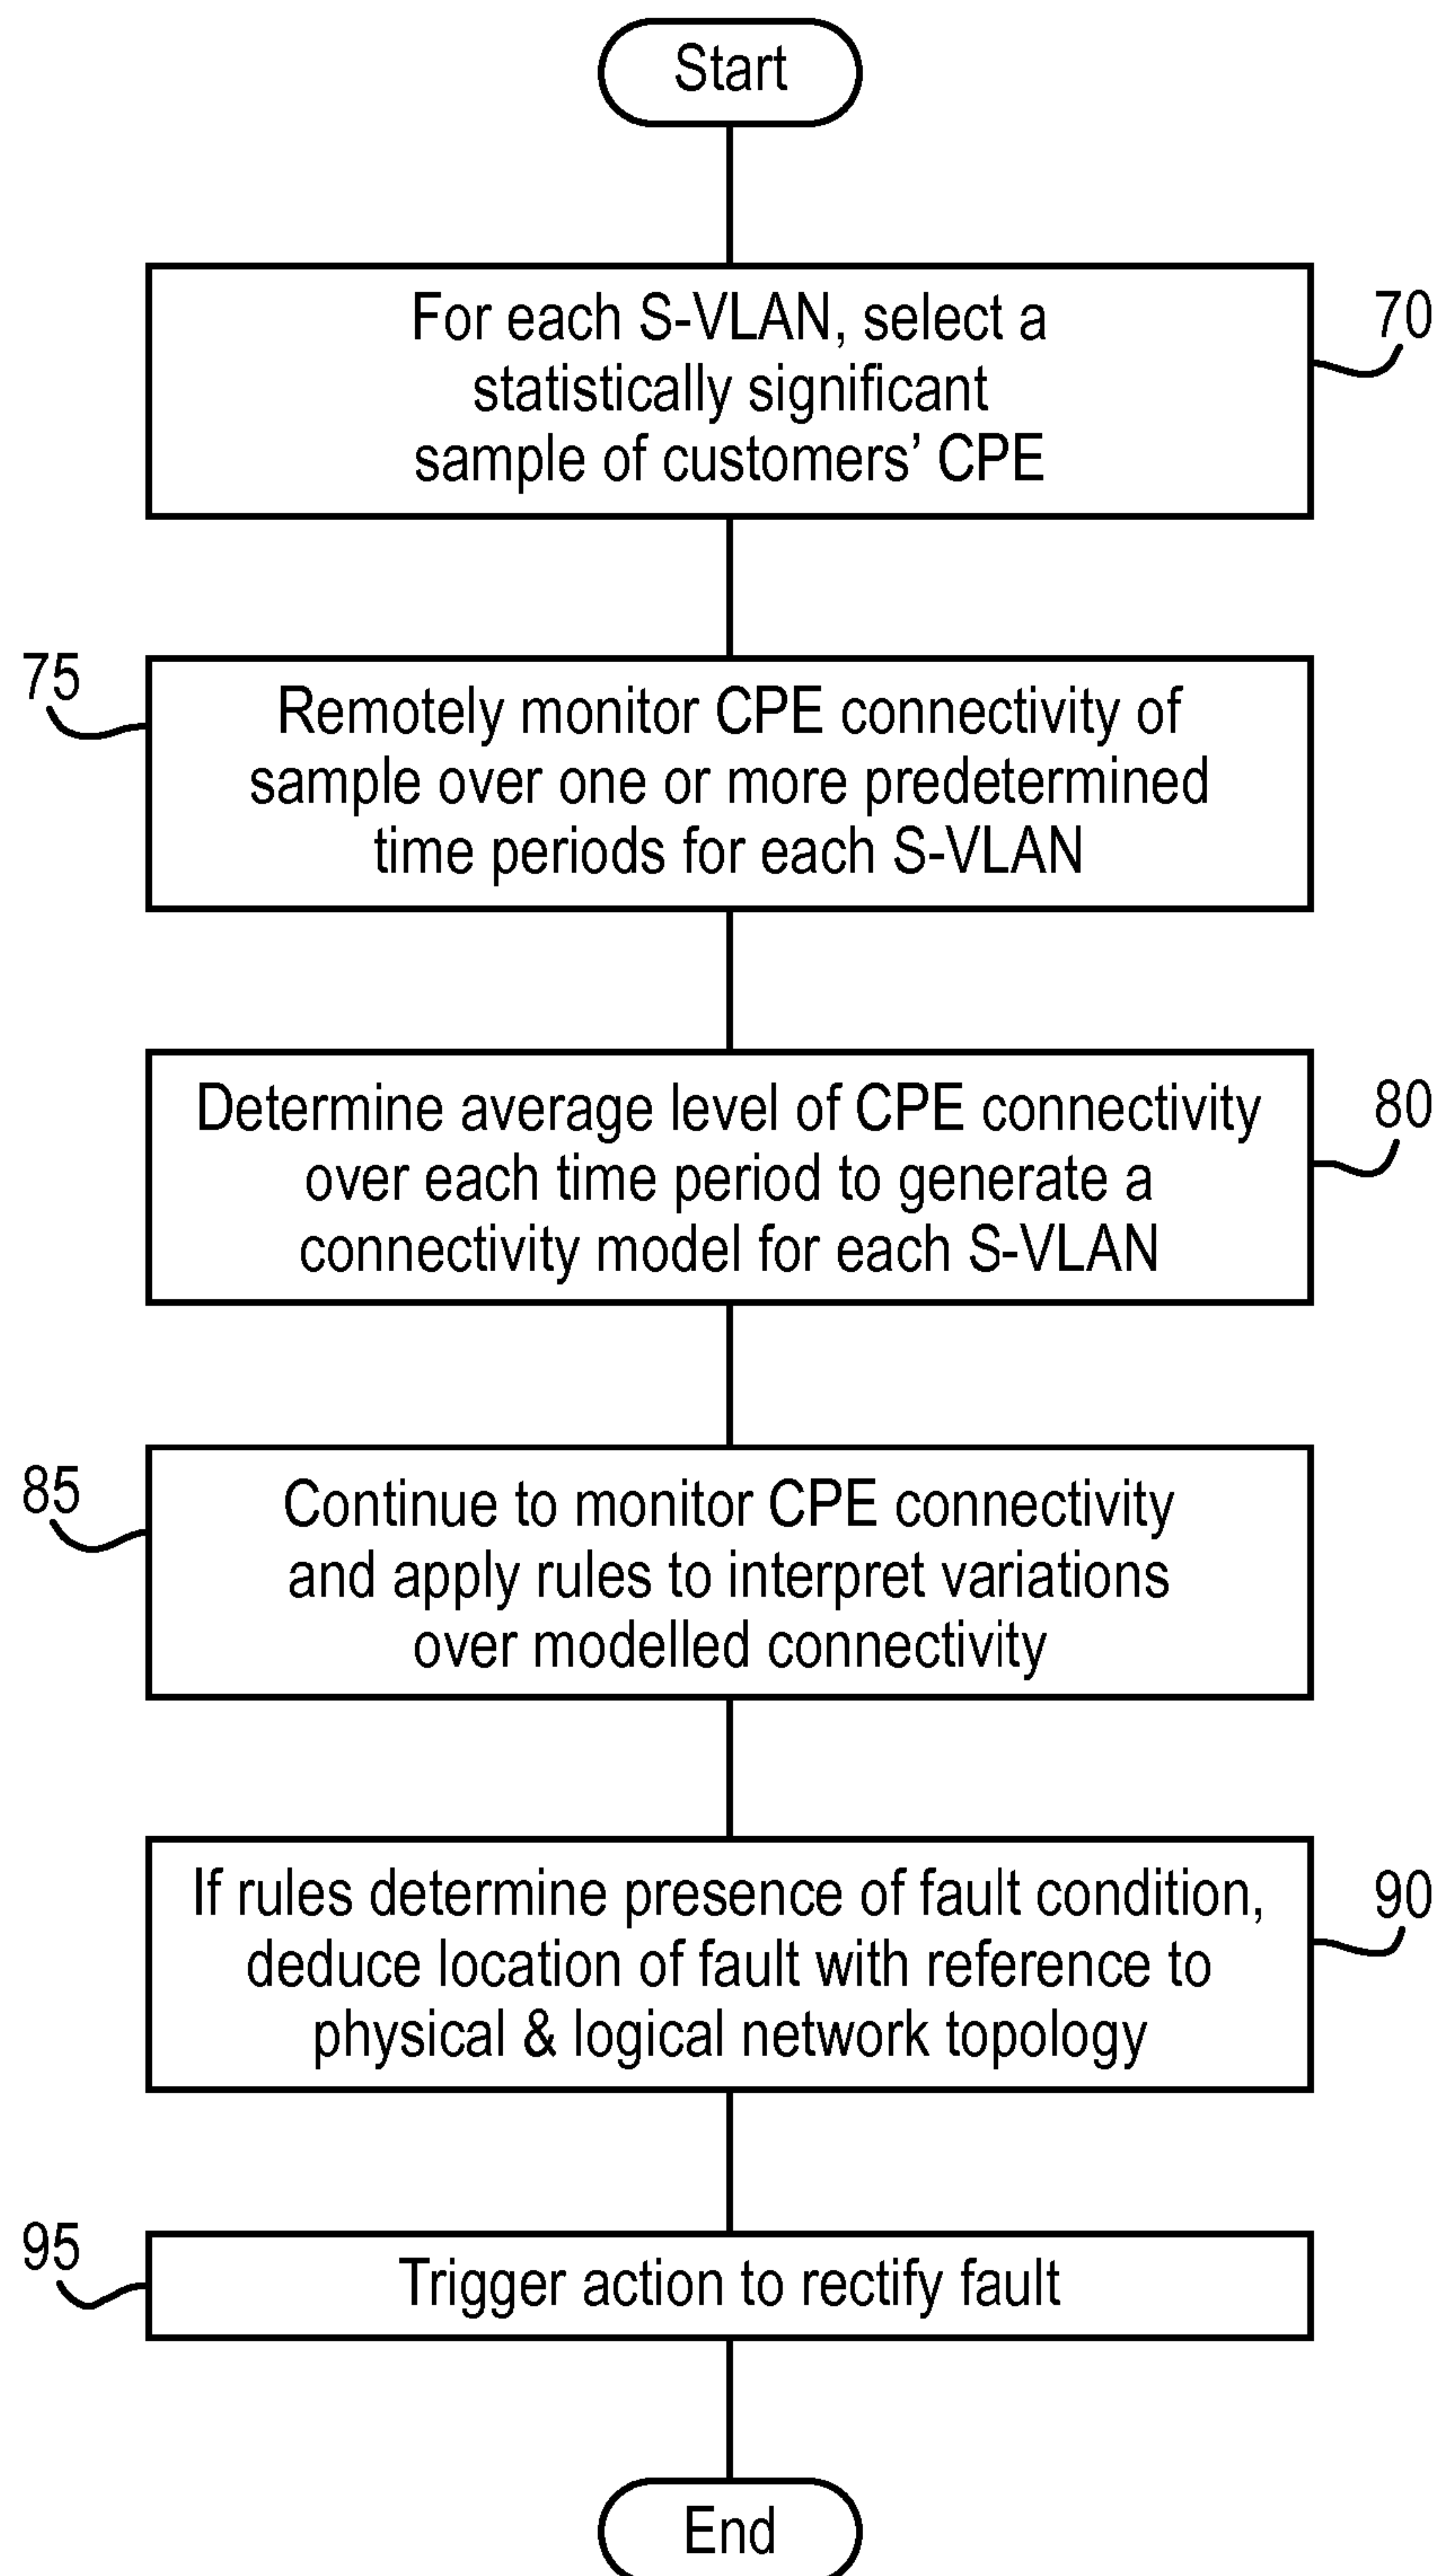 Start
For each S-VLAN, select a
statistically significant
sample of customers’ CPE
70
75
Remotely monitor CPE connectivity of
sample over one or more predetermined
time periods for each S-VLAN
Determine average level of CPE connectivity
over each time period to generate a
connectivity model for each S-VLAN
80
85
Continue to monitor CPE connectivity
and apply rules to interpret variations
over modelled connectivity
If rules determine presence of fault condition,
deduce location of fault with reference to
physical & logical network topology
90
95
Trigger action to rectify fault
End